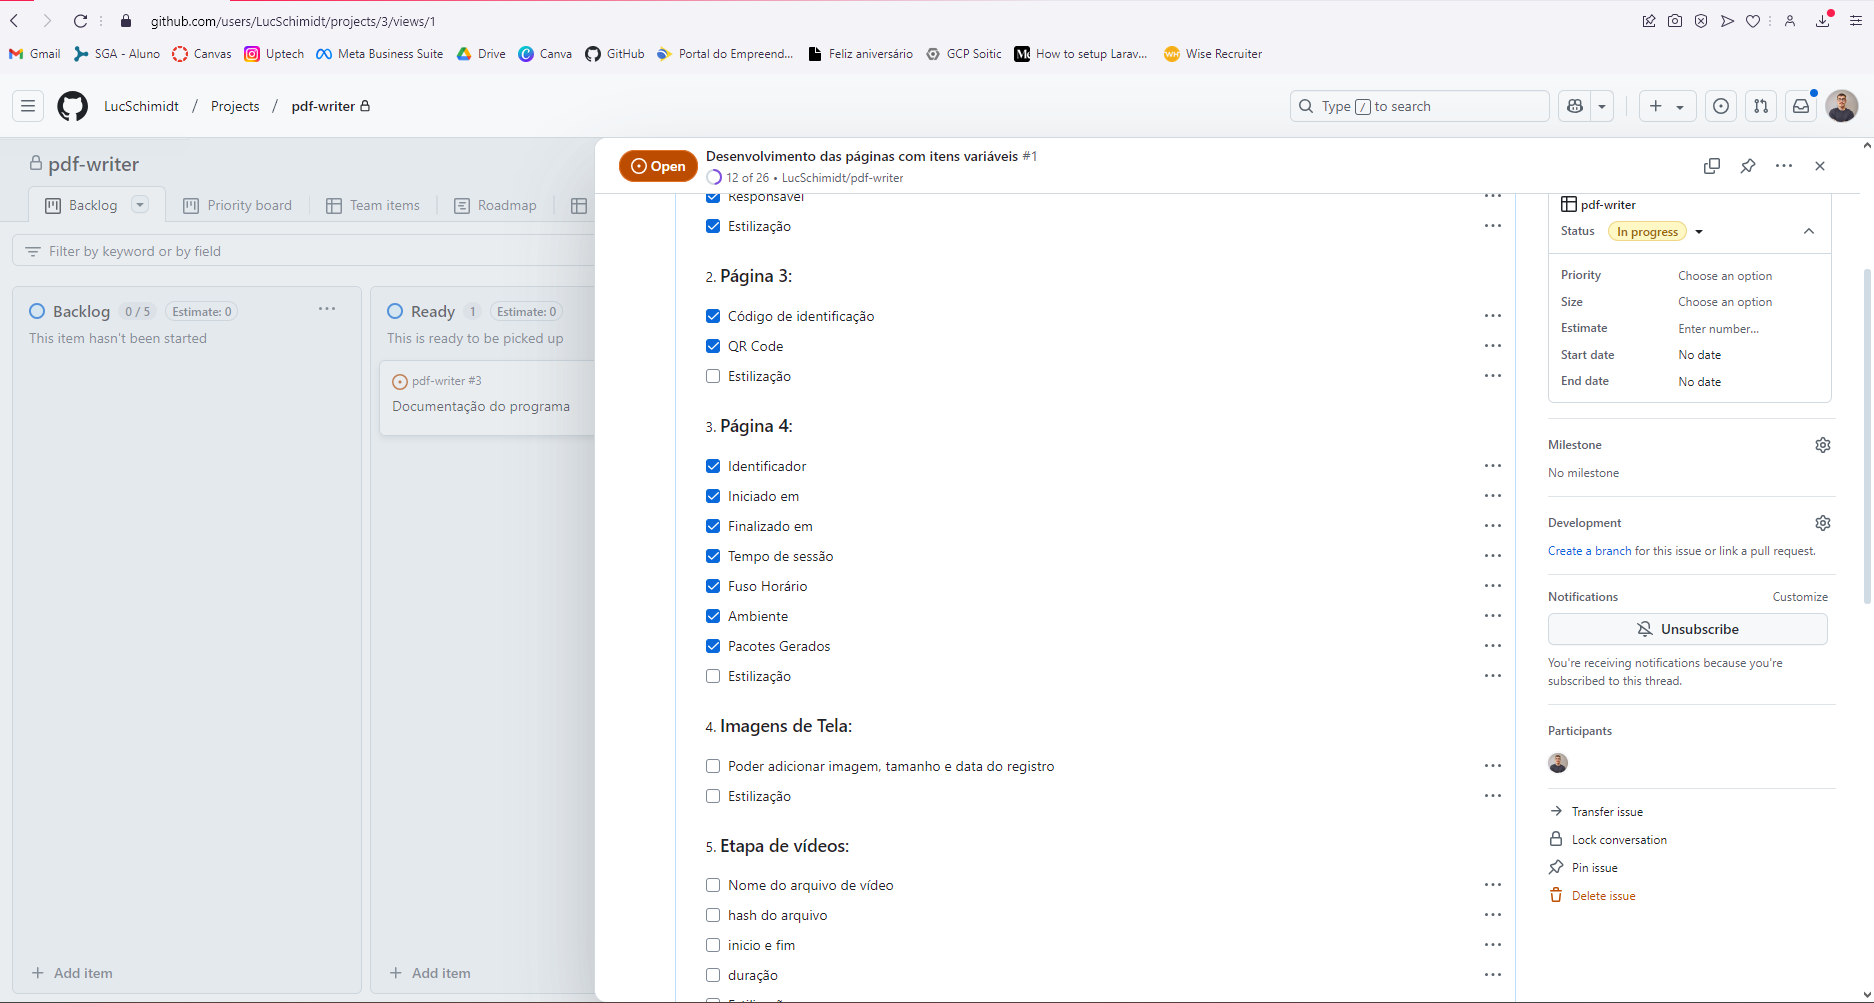 github.com/users/LucSchimidt/projects/3/views/1
Gmail SGA - Aluno Canvas Uptech Meta Business Suite Drive Canva GitHub Portal do Empreend... Feliz aniversário GCP Soitic How to setup Larav... Wise Recruiter
LucSchimidt / Projects / pdf-writer
Type / to search
pdf-writer
Backlog Priority board Team items Roadmap
Filter by keyword or by field
Backlog 0 / 5 Estimate: 0
This item hasn't been started
Add item
Ready 1 Estimate: 0
This is ready to be picked up
pdf-writer #3
Documentação do programa
Add item
Open
Desenvolvimento das páginas com itens variáveis #1
12 of 26 • LucSchimidt/pdf-writer
Responsável
Estilização
2. Página 3:
Código de identificação
QR Code
Estilização
3. Página 4:
Identificador
Iniciado em
Finalizado em
Tempo de sessão
Fuso Horário
Ambiente
Pacotes Gerados
Estilização
4. Imagens de Tela:
Poder adicionar imagem, tamanho e data do registro
Estilização
5. Etapa de vídeos:
Nome do arquivo de vídeo
hash do arquivo
inicio e fim
duração
pdf-writer
Status In progress
Priority Choose an option
Size Choose an option
Estimate Enter number...
Start date No date
End date No date
Milestone
No milestone
Development
Create a branch for this issue or link a pull request.
Notifications Customize
Unsubscribe
You're receiving notifications because you're
subscribed to this thread.
Participants
Transfer issue
Lock conversation
Pin issue
Delete issue